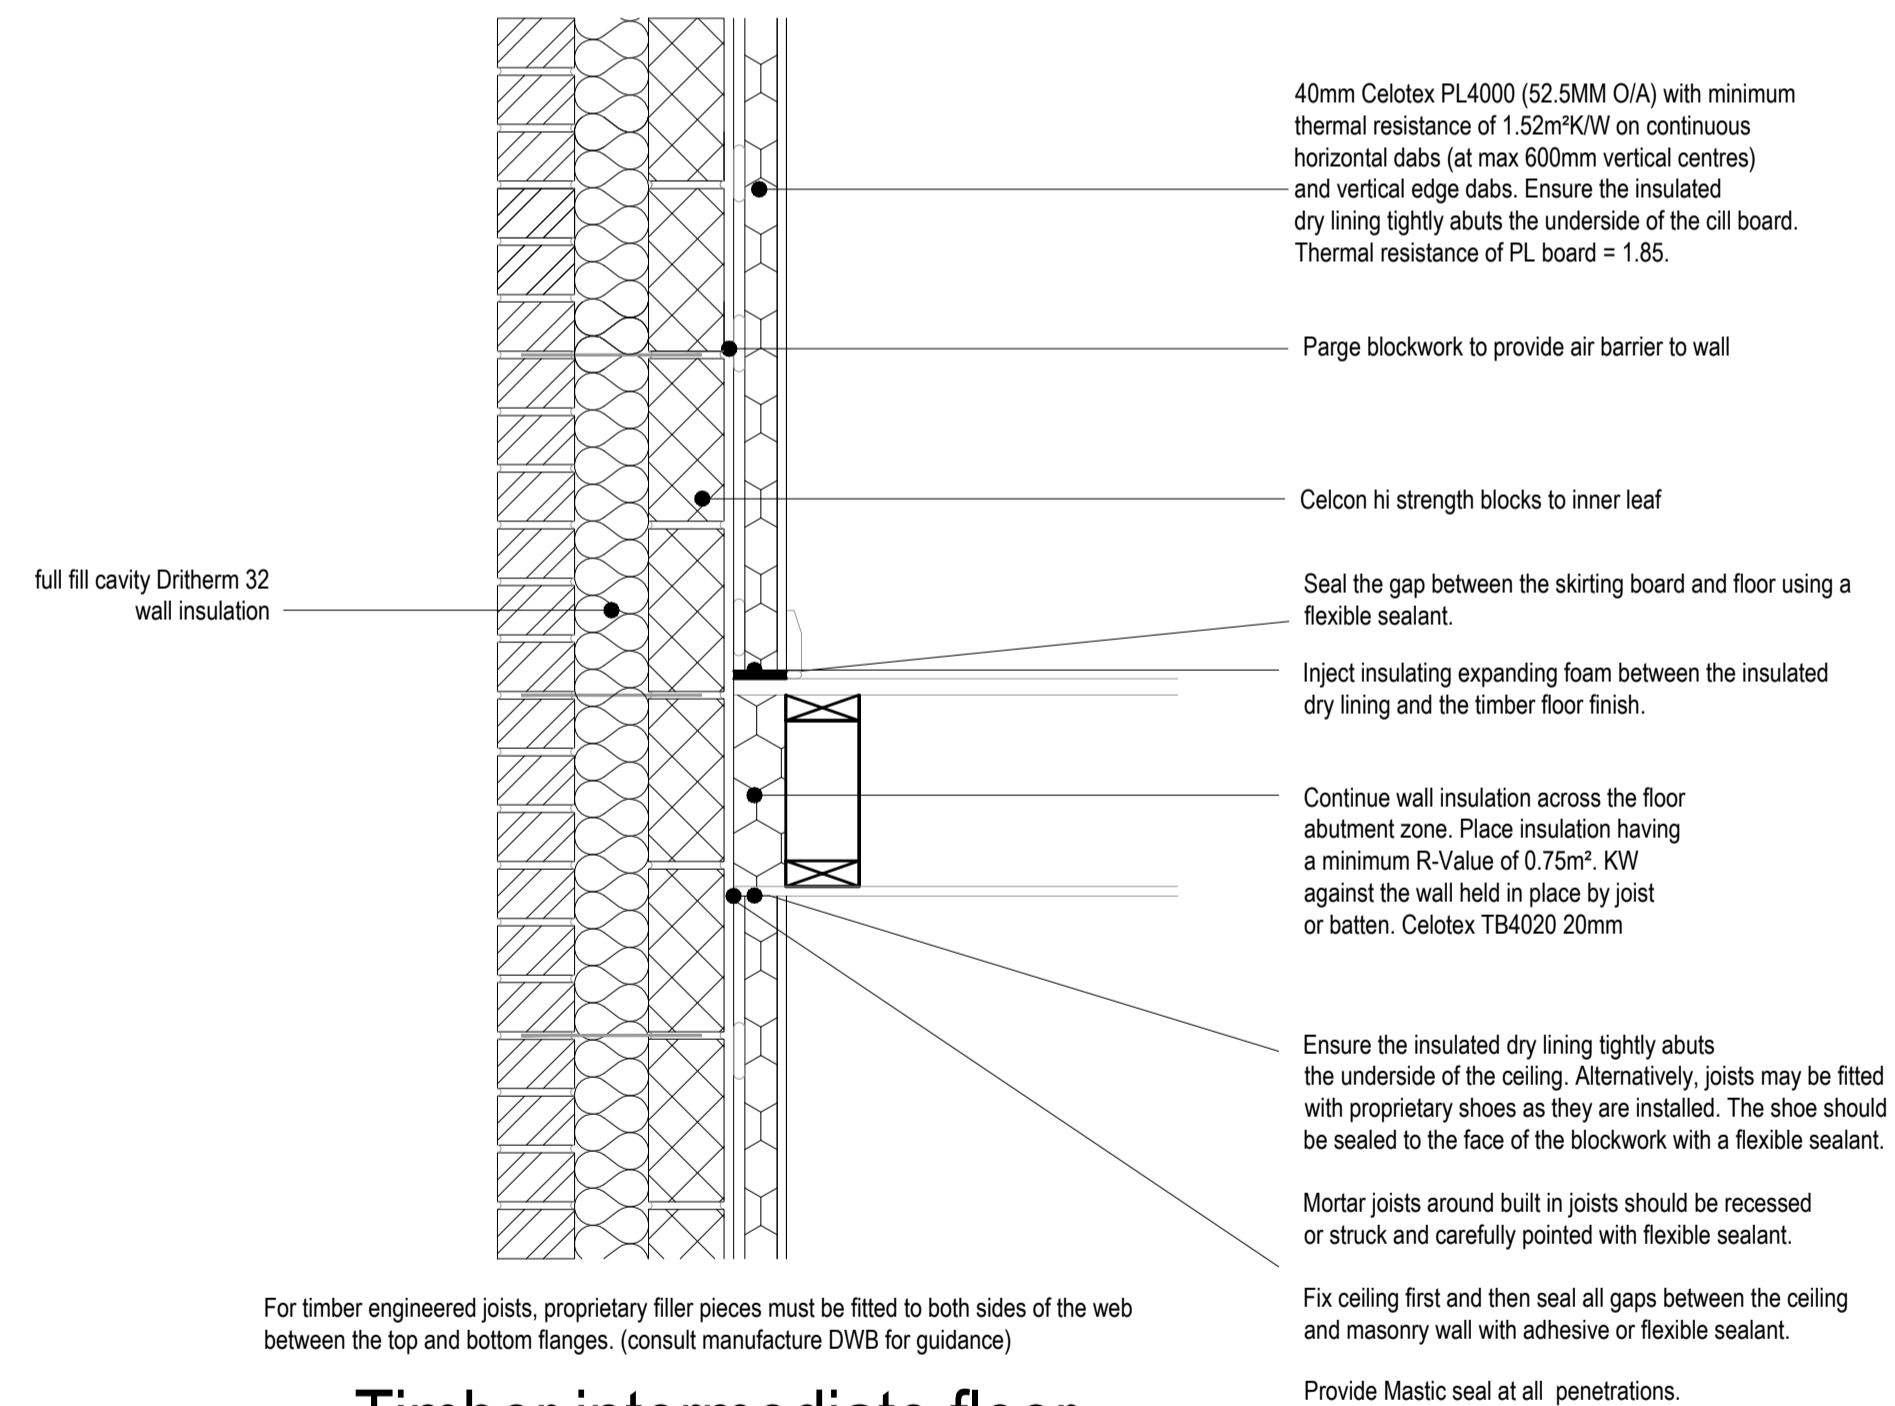 40mm Celotex PL4000 (52.5MM O/A) with minimum
thermal resistance of 1.52m²K/W on continuous
horizontal dabs (at max 600mm vertical centres)
and vertical edge dabs. Ensure the insulated
dry lining tightly abuts the underside of the cill board.
Thermal resistance of PL board = 1.85.
Parge blockwork to provide air barrier to wall
Celcon hi strength blocks to inner leaf
full fill cavity Dritherm 32
wall insulation
Seal the gap between the skirting board and floor using a
flexible sealant.
Inject insulating expanding foam between the insulated
dry lining and the timber floor finish.
Continue wall insulation across the floor
abutment zone. Place insulation having
a minimum R-Value of 0.75m². KW
against the wall held in place by joist
or batten. Celotex TB4020 20mm
Ensure the insulated dry lining tightly abuts
the underside of the ceiling. Alternatively, joists may be fitted
with proprietary shoes as they are installed. The shoe should
be sealed to the face of the blockwork with a flexible sealant.
Mortar joists around built in joists should be recessed
or struck and carefully pointed with flexible sealant.
Fix ceiling first and then seal all gaps between the ceiling
and masonry wall with adhesive or flexible sealant.
Provide Mastic seal at all penetrations.
For timber engineered joists, proprietary filler pieces must be fitted to both sides of the web
between the top and bottom flanges. (consult manufacture DWB for guidance)
Timber intermediate floor